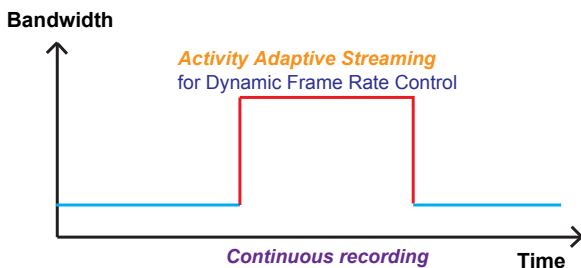 Bandwidth
Activity Adaptive Streaming
for Dynamic Frame Rate Control
Continuous recording
Time